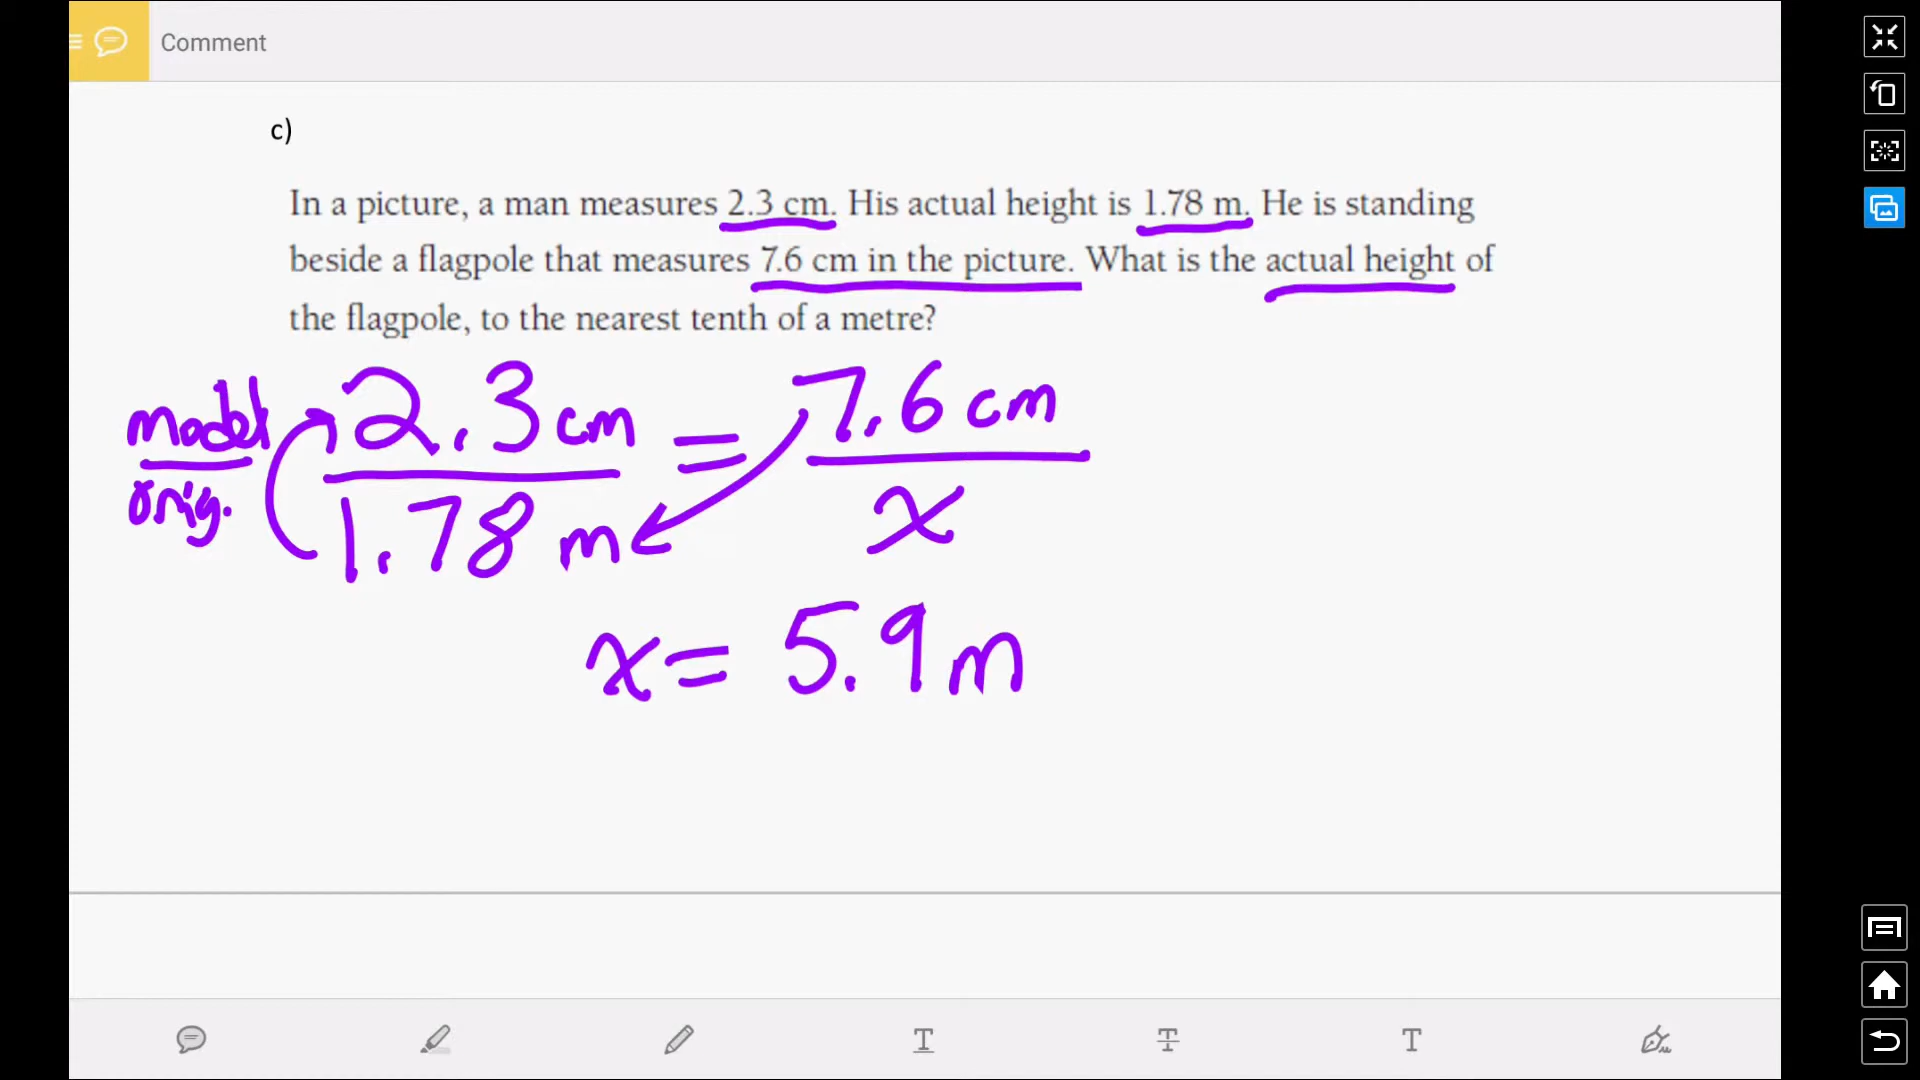 Comment
c)
In a picture, a man measures 2.3 cm. His actual height is 1.78 m. He is standing
beside a flagpole that measures 7.6 cm in the picture. What is the actual height of
the flagpole, to the nearest tenth of a metre?
model 2.3 cm = 7.6 cm
orig. 1.78 m x
x = 5.9 m